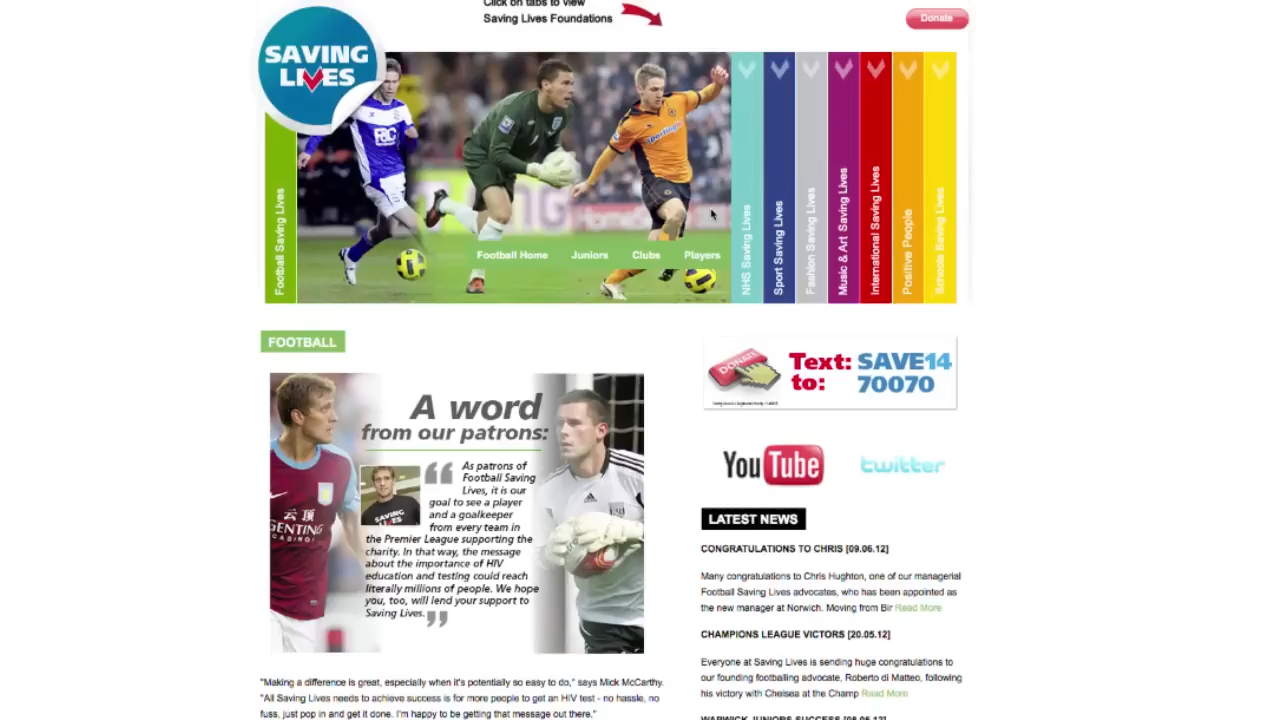 Click on tabs to view
Saving Lives Foundations
Donate
SAVING
LIVES
Football Saving Lives
Football Home
Juniors
Clubs
Players
NHS Saving Lives
Sport Saving Lives
Fashion Saving Lives
Music & Art Saving Lives
International Saving Lives
Positive People
Schools Saving Lives
FOOTBALL
A word
from our patrons:
“ As patrons of
Football Saving
Lives, it is our
goal to see a player
and a goalkeeper
from every team in
the Premier League supporting the
charity. In that way, the message
about the importance of HIV
education and testing could reach
literally millions of people. We hope
you, too, will lend your support to
Saving Lives. ”
SAVING
LIVES
GENTING
CASINO
"Making a difference is great, especially when it's potentially so easy to do," says Mick McCarthy.
"All Saving Lives needs to achieve success is for more people to get an HIV test - no hassle, no
fuss, just pop in and get it done. I'm happy to be getting that message out there."
DONATE
Text: SAVE14
to: 70070
YouTube
twitter
LATEST NEWS
CONGRATULATIONS TO CHRIS [09.06.12]
Many congratulations to Chris Hughton, one of our managerial
Football Saving Lives advocates, who has been appointed as
the new manager at Norwich. Moving from Bir Read More
CHAMPIONS LEAGUE VICTORS [20.05.12]
Everyone at Saving Lives is sending huge congratulations to
our founding footballing advocate, Roberto di Matteo, following
his victory with Chelsea at the Champ Read More
WARWICK JUNIORS SUCCESS [08.05.12]